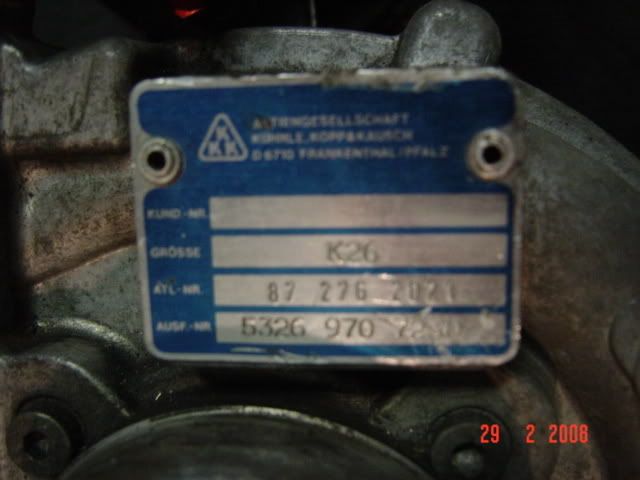 KKK
AKTIENGESELLSCHAFT
KÜHNLE, KOPP & KAUSCH
D 6710 FRANKENTHAL/PFALZ
KUND.-NR.
GRÖSSE K26
AYL-NR. 87 276 2021
AUSF.-NR 5326 970
29 2 2008